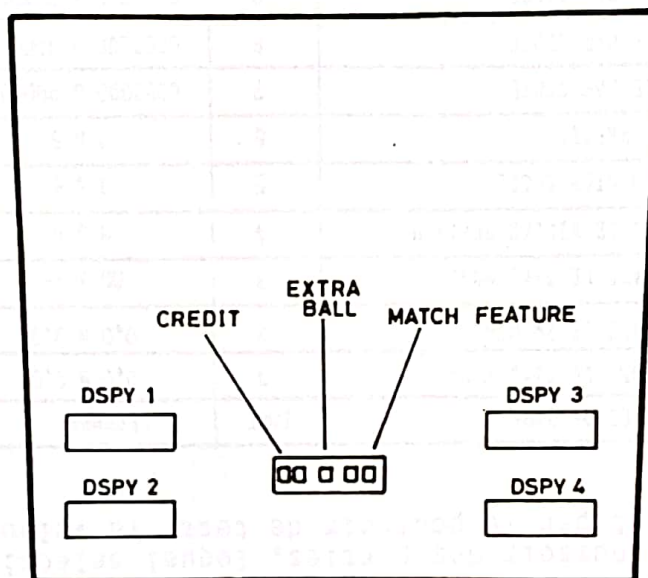 EXTRA
BALL
CREDIT
MATCH FEATURE
DSPY 1
DSPY 3
DSPY 2
DSPY 4